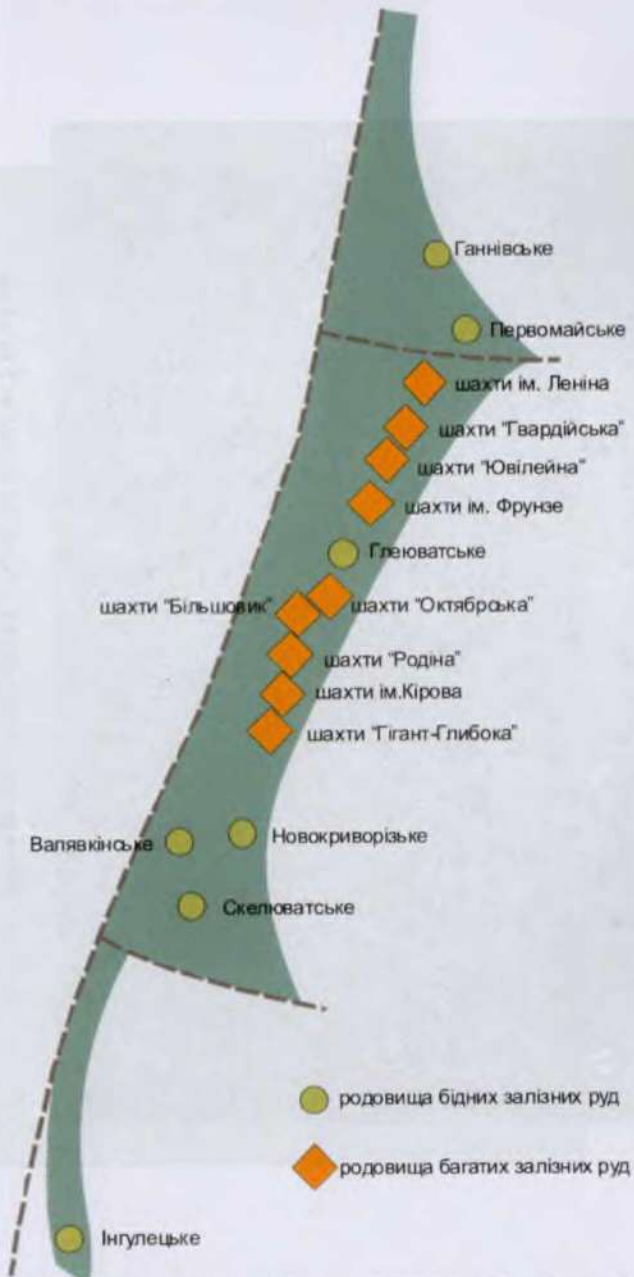 Ганнівське
Первомайське
шахти ім. Леніна
шахти "Гвардійська"
шахти "Ювілейна"
шахти ім. Фрунзе
Глеюватське
шахти "Більшовик"
шахти "Октябрська"
шахти "Родіна"
шахти ім.Кірова
шахти "Гігант-Глибока"
Валявкінське
Новокриворізьке
Скелюватське
родовища бідних залізних руд
родовища багатих залізних руд
Інгулецьке